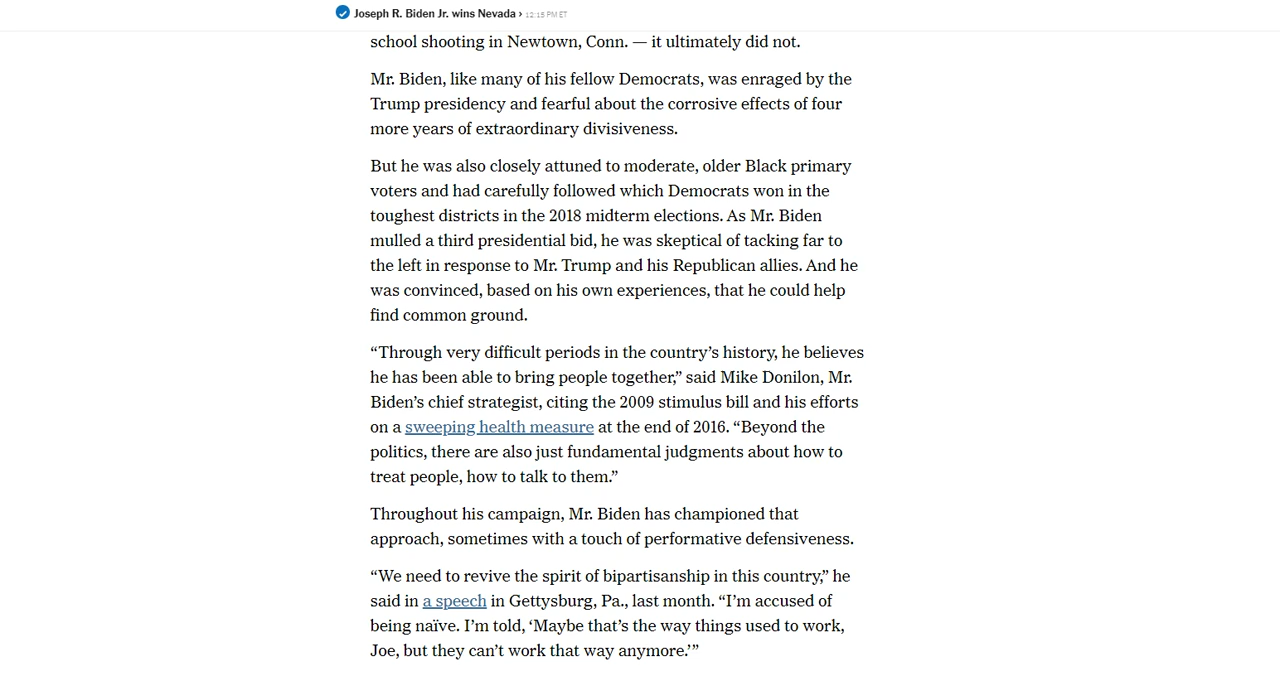 Joseph R. Biden Jr. wins Nevada › 12:15 PM ET
school shooting in Newtown, Conn. — it ultimately did not.
Mr. Biden, like many of his fellow Democrats, was enraged by the
Trump presidency and fearful about the corrosive effects of four
more years of extraordinary divisiveness.
But he was also closely attuned to moderate, older Black primary
voters and had carefully followed which Democrats won in the
toughest districts in the 2018 midterm elections. As Mr. Biden
mulled a third presidential bid, he was skeptical of tacking far to
the left in response to Mr. Trump and his Republican allies. And he
was convinced, based on his own experiences, that he could help
find common ground.
“Through very difficult periods in the country’s history, he believes
he has been able to bring people together,” said Mike Donilon, Mr.
Biden’s chief strategist, citing the 2009 stimulus bill and his efforts
on a sweeping health measure at the end of 2016. “Beyond the
politics, there are also just fundamental judgments about how to
treat people, how to talk to them.”
Throughout his campaign, Mr. Biden has championed that
approach, sometimes with a touch of performative defensiveness.
“We need to revive the spirit of bipartisanship in this country,” he
said in a speech in Gettysburg, Pa., last month. “I’m accused of
being naïve. I’m told, ‘Maybe that’s the way things used to work,
Joe, but they can’t work that way anymore.’”